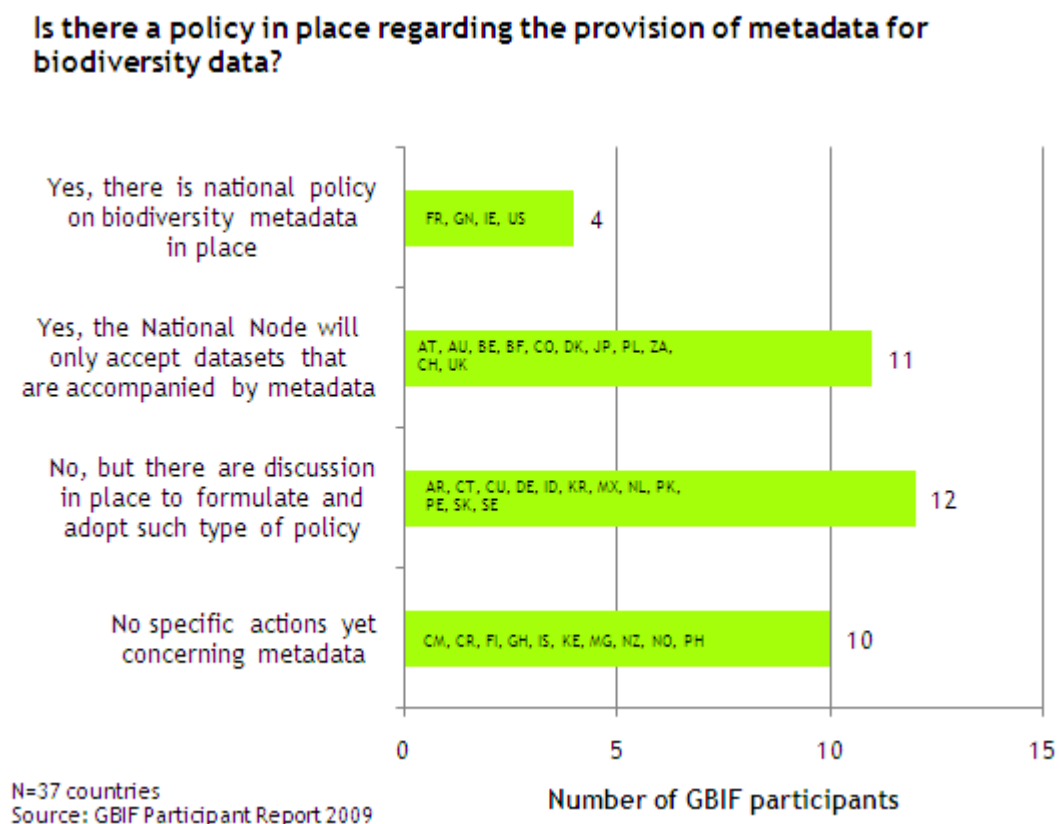 Is there a policy in place regarding the provision of metadata for
biodiversity data?
Yes, there is national policy
on biodiversity metadata
in place
FR, GN, IE, US
4
Yes, the National Node will
only accept datasets that
are accompanied by metadata
AT, AU, BE, BF, CO, DK, JP, PL, ZA,
CH, UK
11
No, but there are discussion
in place to formulate and
adopt such type of policy
AR, CT, CU, DE, ID, KR, MX, NL, PK,
PE, SK, SE
12
No specific actions yet
concerning metadata
CM, CR, FI, GH, IS, KE, MG, NZ, NO, PH
10
0 5 10 15
Number of GBIF participants
N=37 countries
Source: GBIF Participant Report 2009